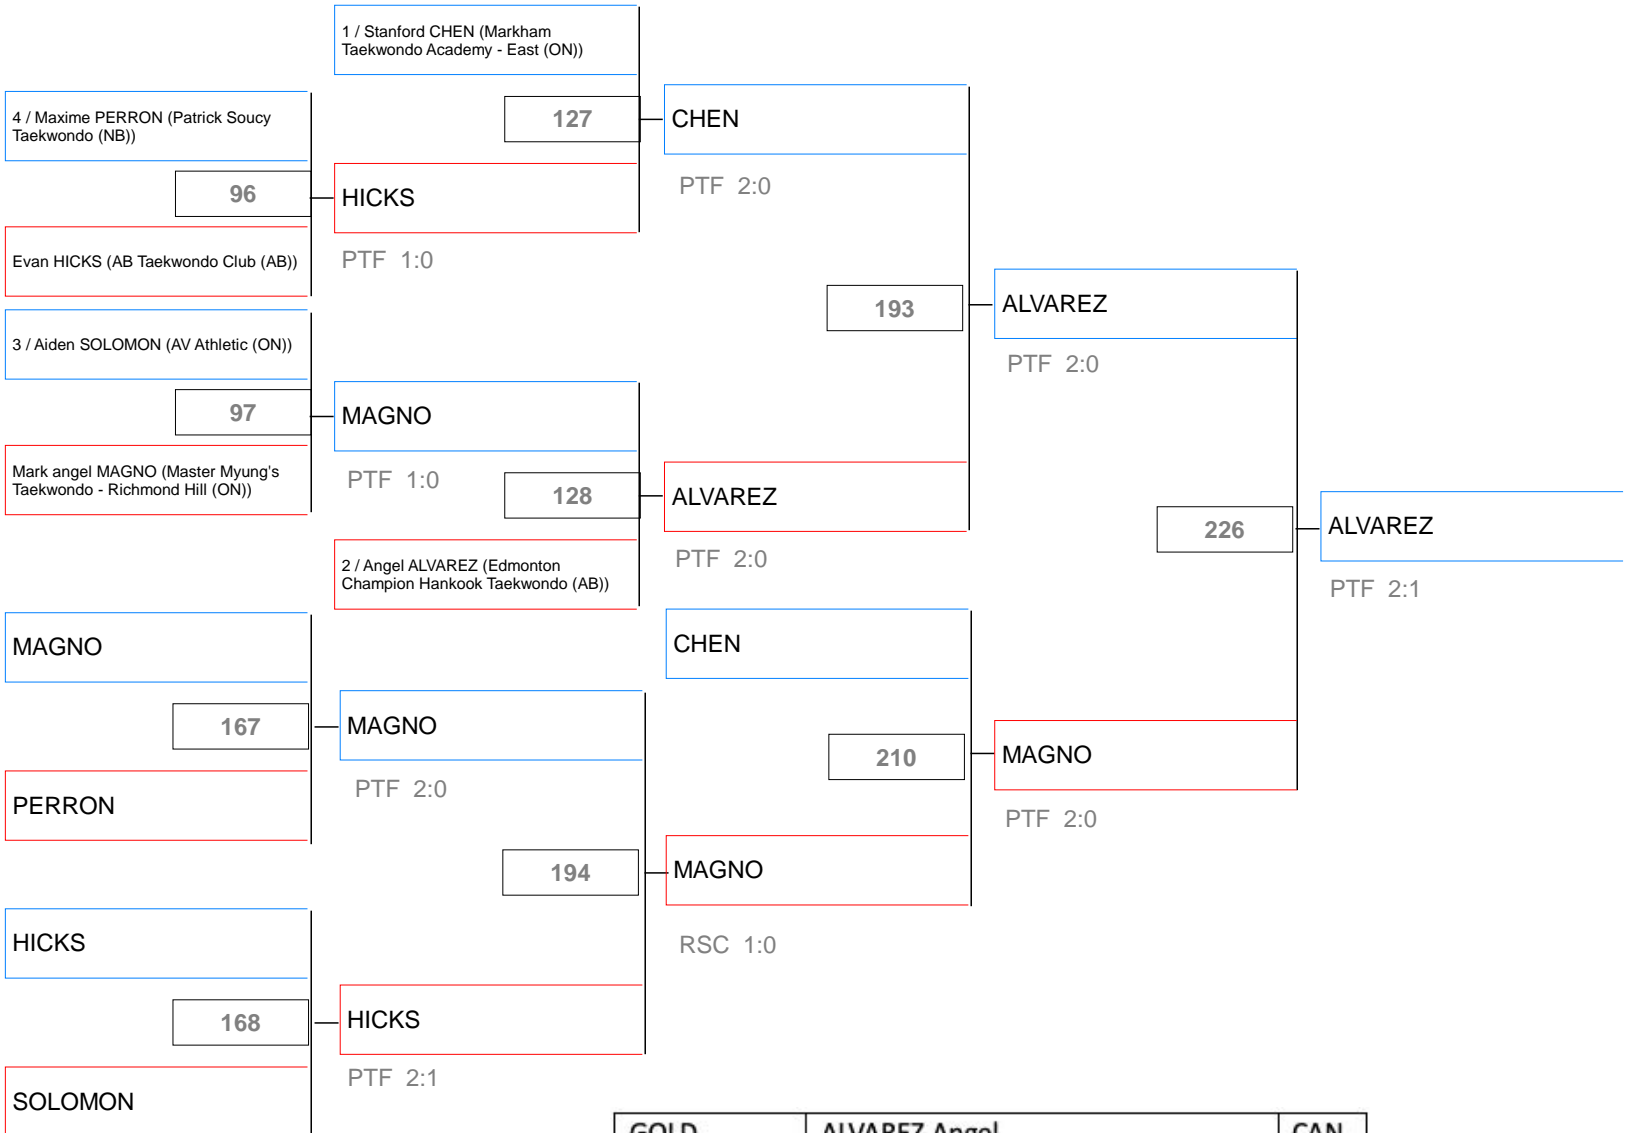 1 / Stanford CHEN (Markham
Taekwondo Academy - East (ON))
4 / Maxime PERRON (Patrick Soucy
Taekwondo (NB))
127
CHEN
PTF 2:0
96
HICKS
PTF 1:0
Evan HICKS (AB Taekwondo Club (AB))
193
ALVAREZ
PTF 2:0
3 / Aiden SOLOMON (AV Athletic (ON))
97
MAGNO
PTF 1:0
Mark angel MAGNO (Master Myung's
Taekwondo - Richmond Hill (ON))
128
ALVAREZ
PTF 2:0
226
ALVAREZ
PTF 2:1
2 / Angel ALVAREZ (Edmonton
Champion Hankook Taekwondo (AB))
MAGNO
CHEN
167
MAGNO
PTF 2:0
210
MAGNO
PTF 2:0
PERRON
194
MAGNO
RSC 1:0
HICKS
168
HICKS
PTF 2:1
SOLOMON
GOLD ALVAREZ Angel CAN